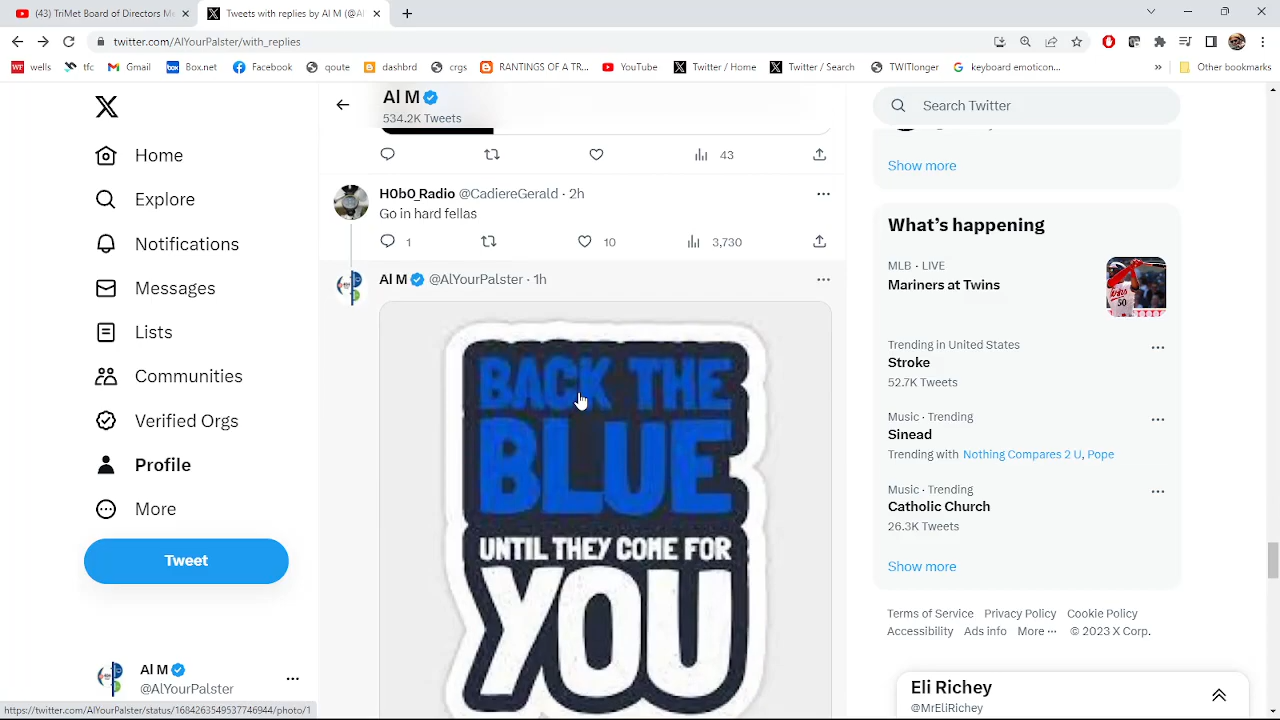 (43) TriMet Board of Directors Me
Tweets with replies by Al M (@Al
twitter.com/AlYourPalster/with_replies
wells
tfc
Gmail
Box.net
Facebook
qoute
dashbrd
crgs
RANTINGS OF A TR...
YouTube
Twitter / Home
Twitter / Search
TWITlonger
keyboard emoticon...
»
Other bookmarks
Home
Explore
Notifications
Messages
Lists
Communities
Verified Orgs
Profile
More
Tweet
Al M
@AlYourPalster
https://twitter.com/AlYourPalster/status/1684263549537746944/photo/1
Al M
534.2K Tweets
43
H0b0_Radio @CadiereGerald · 2h
Go in hard fellas
1
10
3,730
Al M @AlYourPalster · 1h
BACK THE
BLUE
UNTIL THEY COME FOR
YOU
Search Twitter
Show more
What's happening
MLB · LIVE
Mariners at Twins
Trending in United States
Stroke
52.7K Tweets
Music · Trending
Sinead
Trending with Nothing Compares 2 U, Pope
Music · Trending
Catholic Church
26.3K Tweets
Show more
Terms of Service Privacy Policy Cookie Policy
Accessibility Ads info More ··· © 2023 X Corp.
Eli Richey
@MrEliRichey